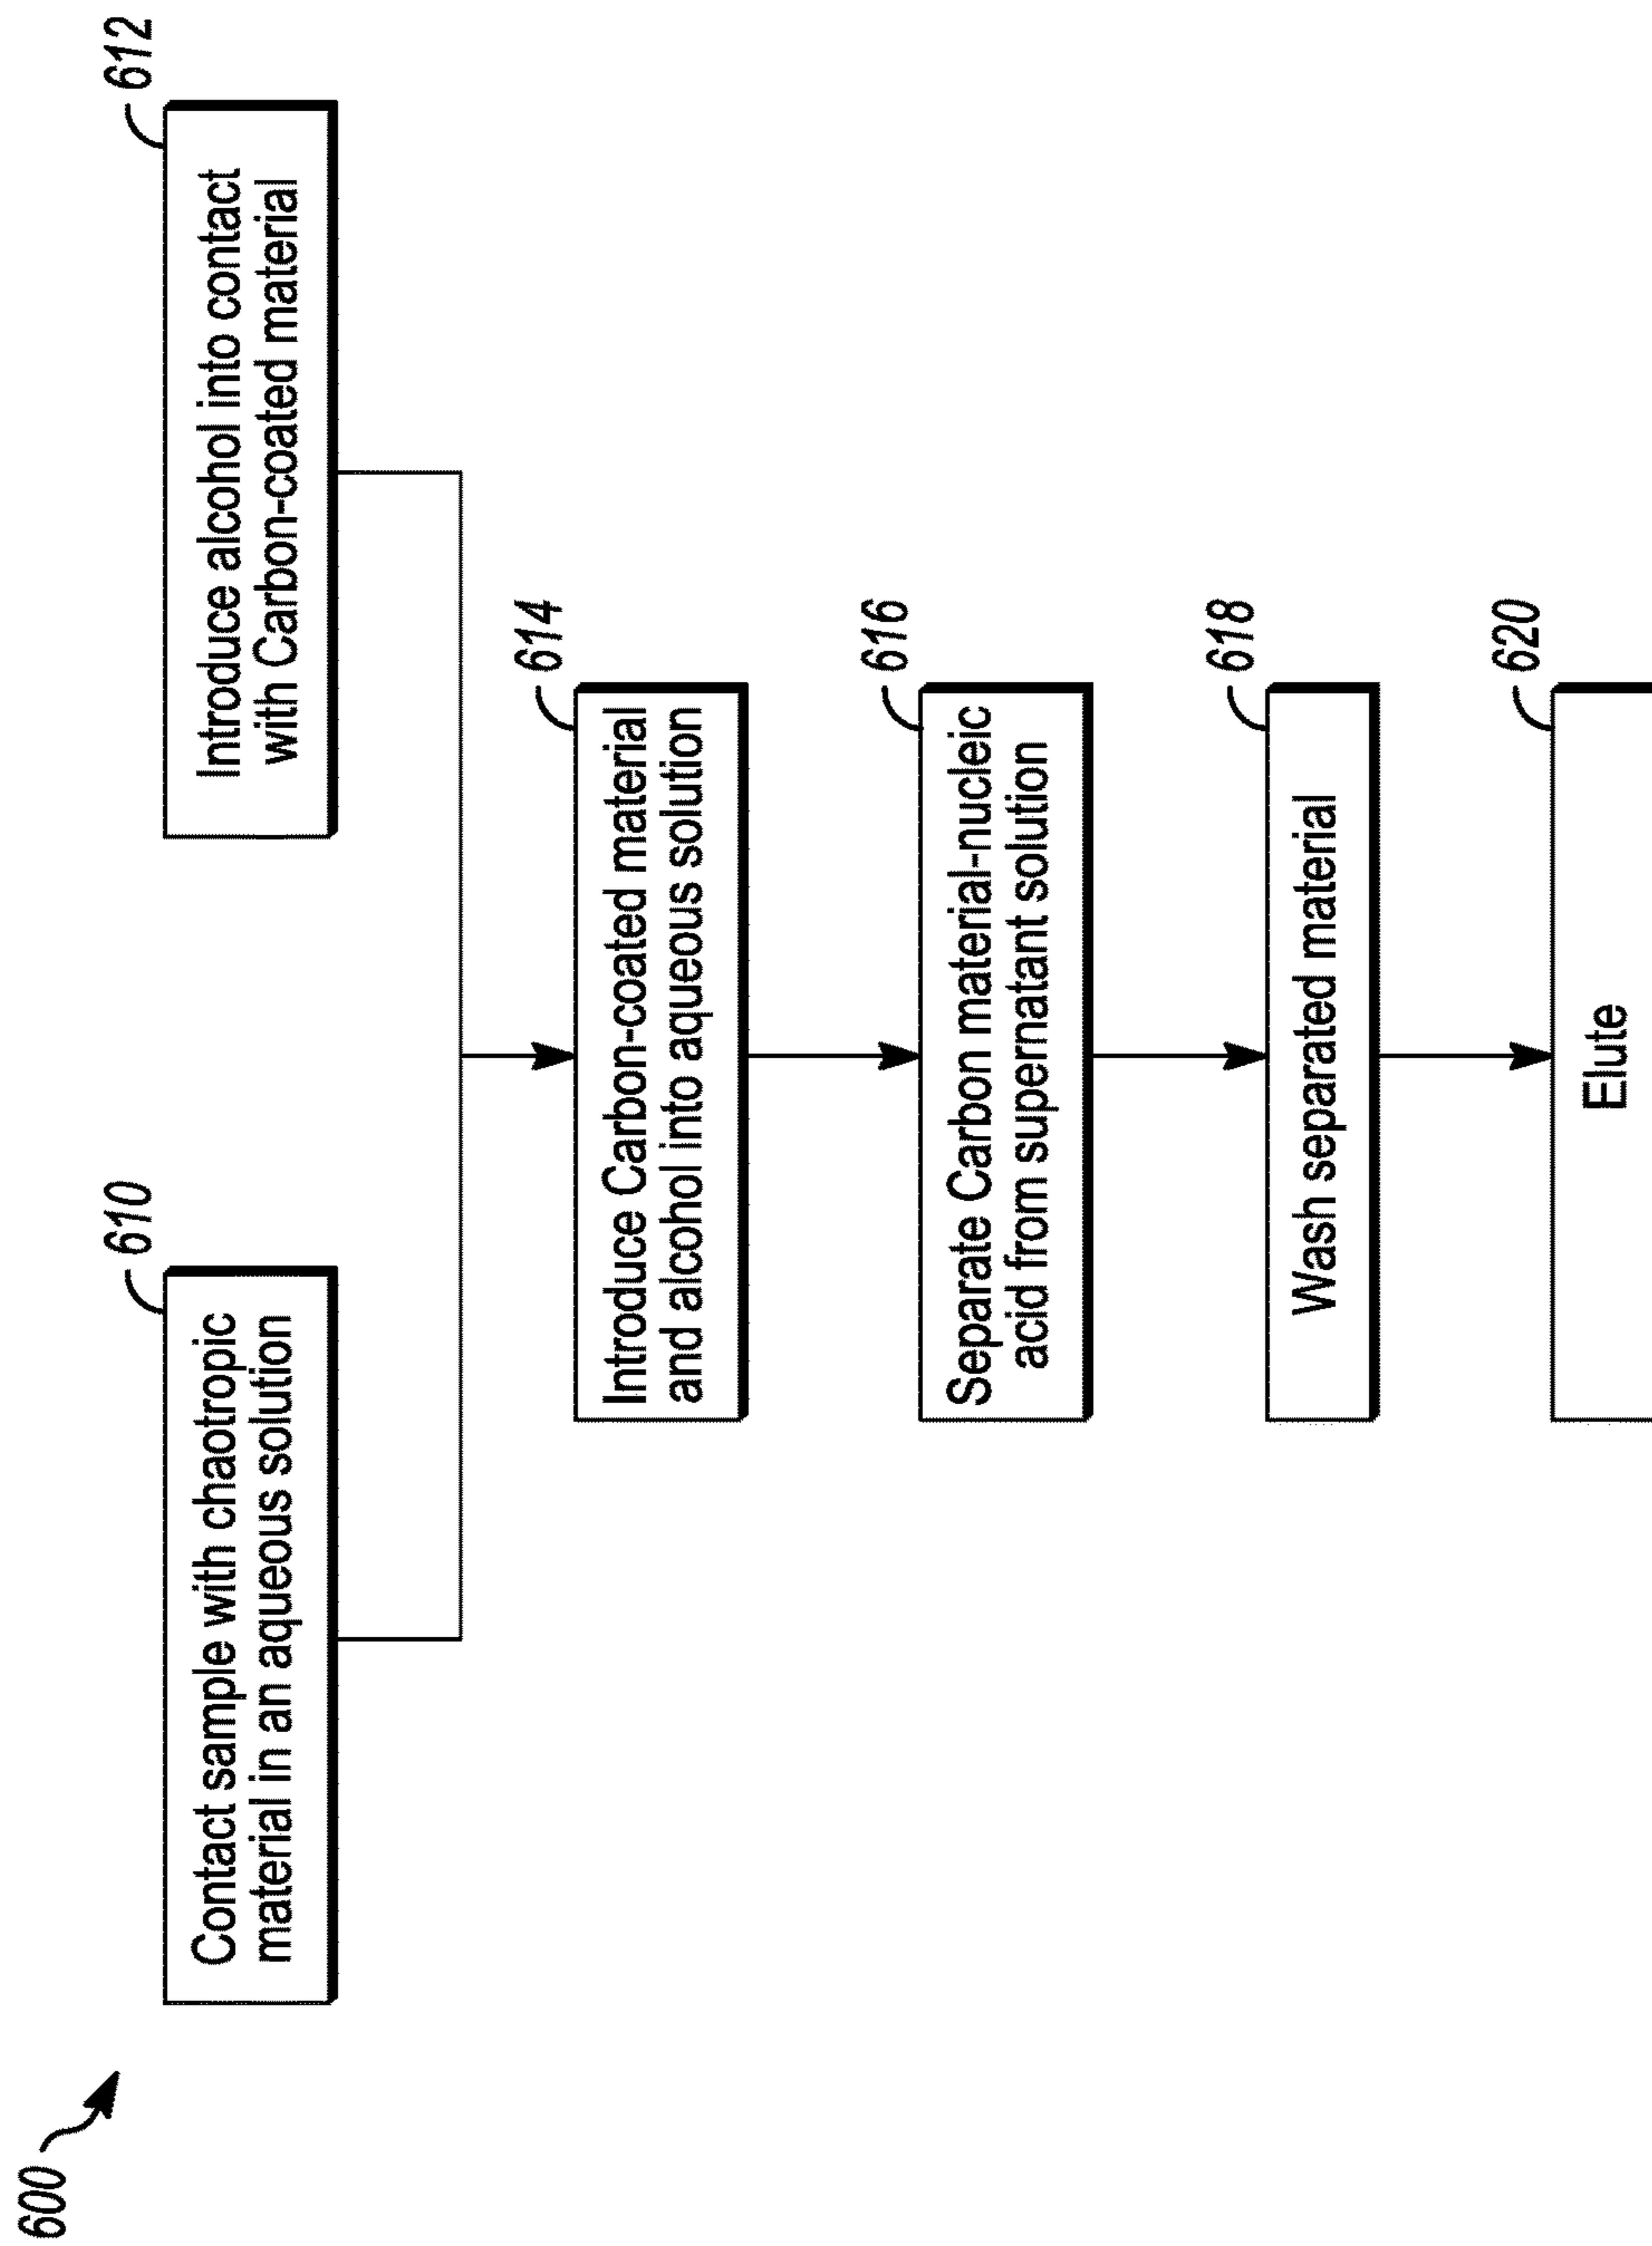 600
610
Contact sample with chaotropic
material in an aqueous solution
612
Introduce alcohol into contact
with Carbon-coated material
614
Introduce Carbon-coated material
and alcohol into aqueous solution
616
Separate Carbon material-nucleic
acid from supernatant solution
618
Wash separated material
620
Elute